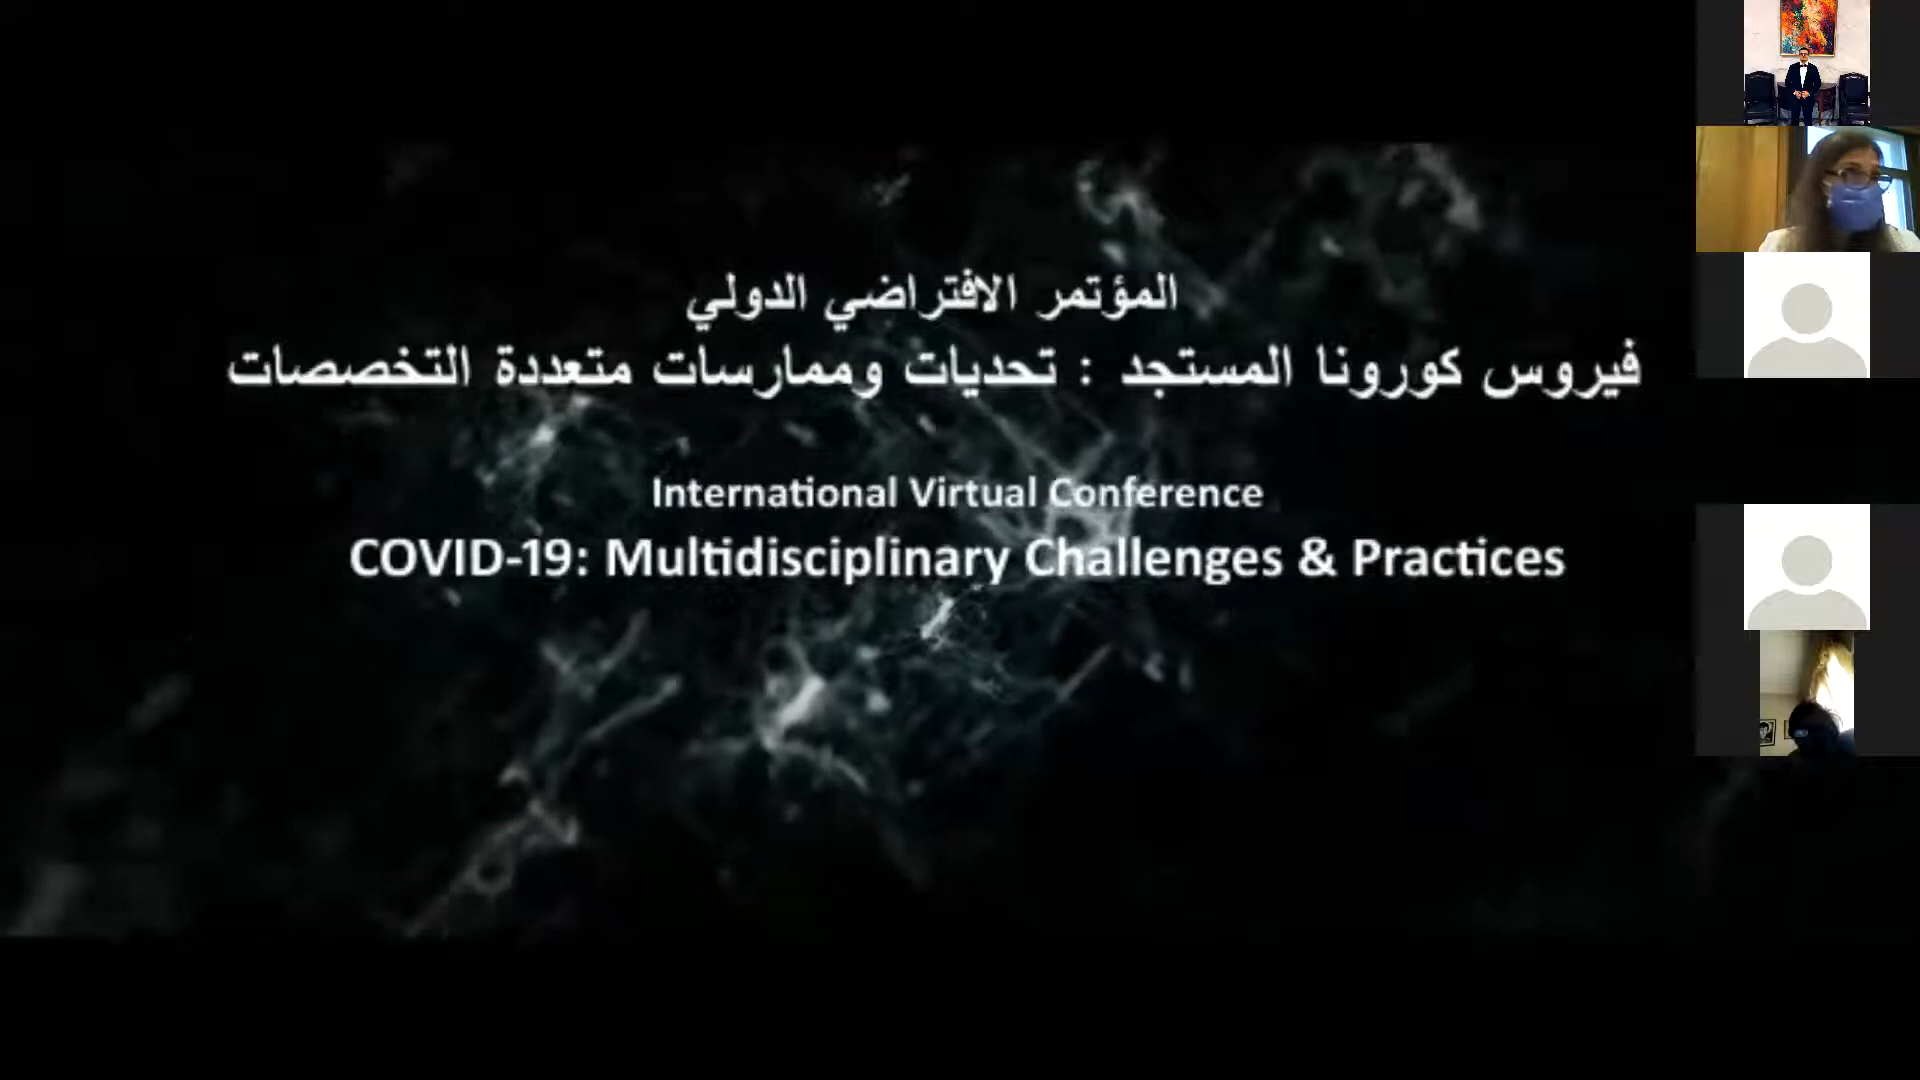 المؤتمر الافتراضي الدولي
فيروس كورونا المستجد : تحديات وممارسات متعددة التخصصات
International Virtual Conference
COVID-19: Multidisciplinary Challenges & Practices